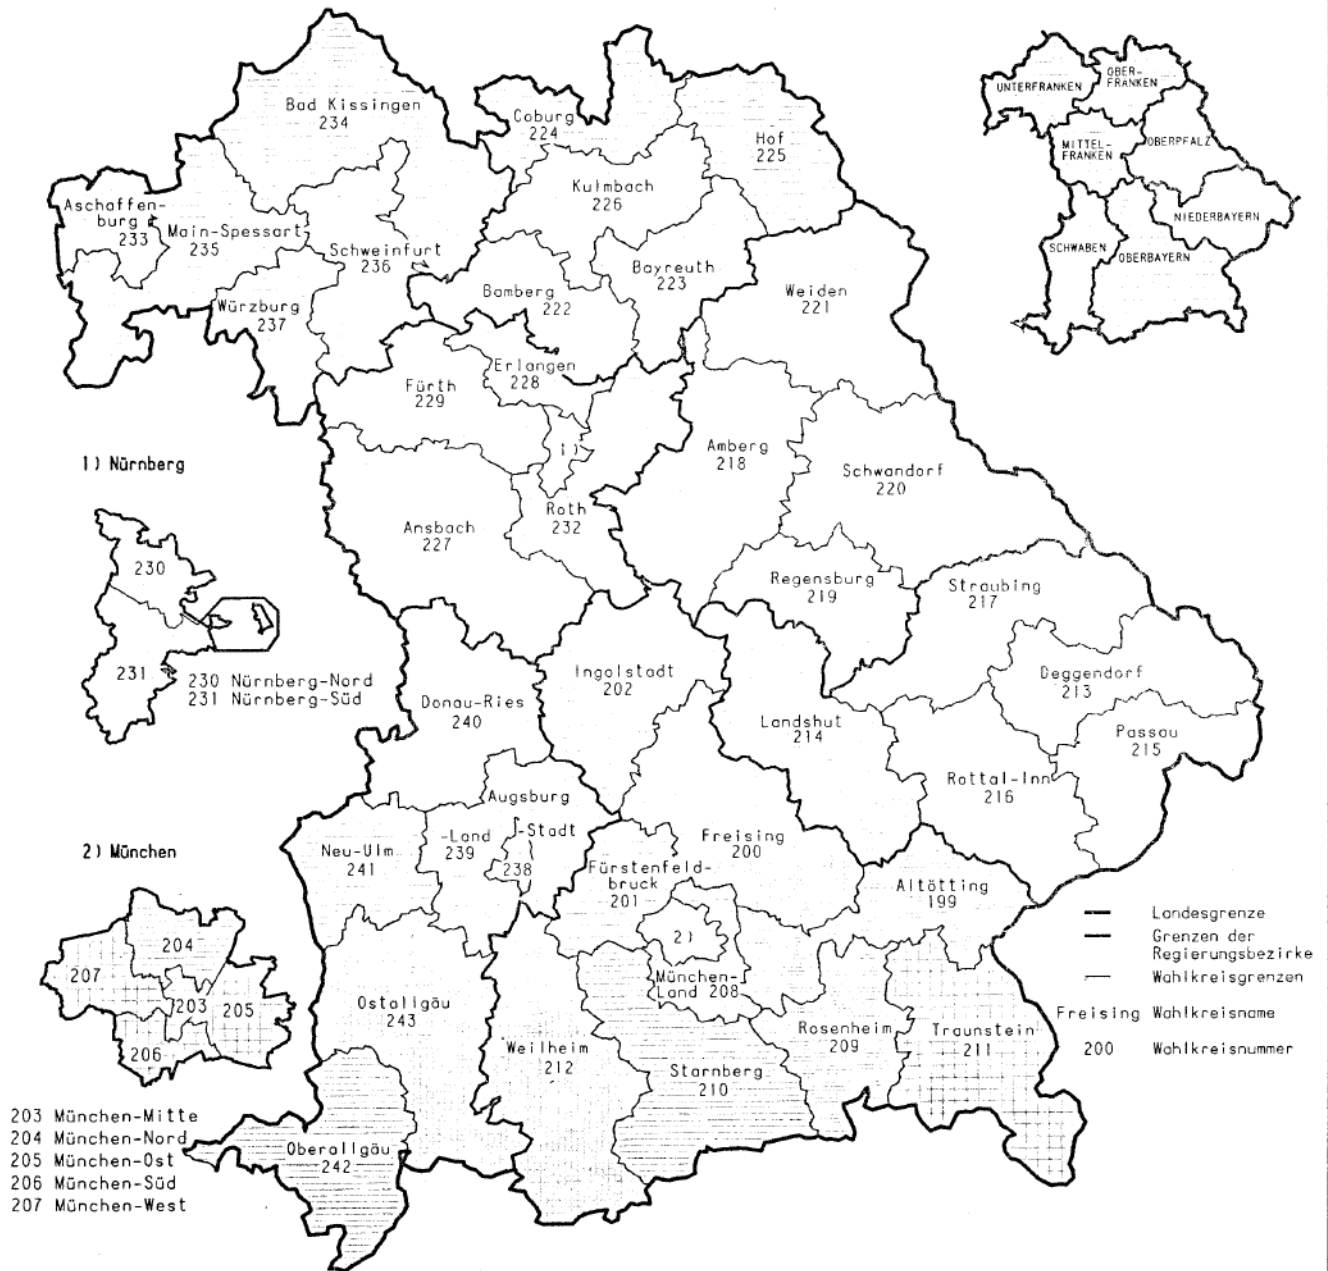 Bad Kissingen
234
Coburg
224
Hof
225
Kulmbach
226
Aschaffen-
burg
233
Main-Spessart
235
Schweinfurt
236
Würzburg
237
Bamberg
222
Bayreuth
223
Weiden
221
Erlangen
228
Fürth
229
1)
Amberg
218
Schwandorf
220
Ansbach
227
Roth
232
Regensburg
219
Straubing
217
Deggendorf
213
Passau
215
Ingolstadt
202
Landshut
214
Rottal-Inn
216
Donau-Ries
240
Augsburg
-Land
239
-Stadt
238
Neu-Ulm
241
Freising
200
Fürstenfeld-
bruck
201
Altötting
199
2)
München-
Land 208
Ostallgäu
243
Weilheim
212
Starnberg
210
Rosenheim
209
Traunstein
211
Oberallgäu
242
UNTERFRANKEN
OBER-
FRANKEN
MITTEL-
FRANKEN
OBERPFALZ
NIEDERBAYERN
SCHWABEN
OBERBAYERN
1) Nürnberg
230
231
230 Nürnberg-Nord
231 Nürnberg-Süd
2) München
204
207
203
205
206
203 München-Mitte
204 München-Nord
205 München-Ost
206 München-Süd
207 München-West
Landesgrenze
Grenzen der
Regierungsbezirke
Wahlkreisgrenzen
Freising Wahlkreisname
200 Wahlkreisnummer